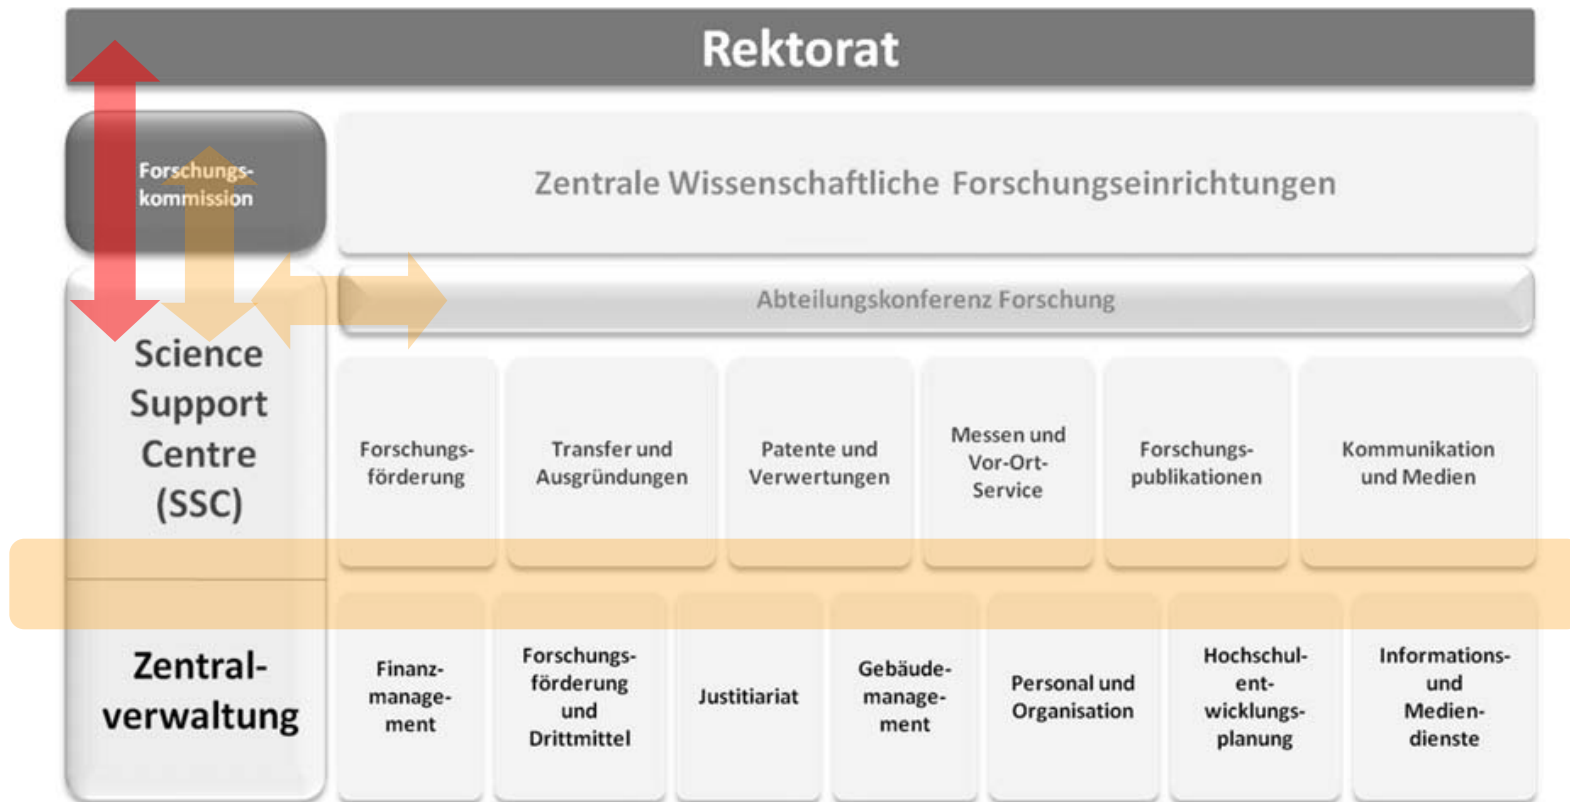 Rektorat
Forschungs-
kommission
Zentrale Wissenschaftliche Forschungseinrichtungen
Abteilungskonferenz Forschung
Science
Support
Centre
(SSC)
Forschungs-
förderung
Transfer und
Ausgründungen
Patente und
Verwertungen
Messen und
Vor-Ort-
Service
Forschungs-
publikationen
Kommunikation
und Medien
Zentral-
verwaltung
Finanz-
manage-
ment
Forschungs-
förderung
und
Drittmittel
Justitiariat
Gebäude-
manage-
ment
Personal und
Organisation
Hochschul-
ent-
wicklungs-
planung
Informations-
und
Medien-
dienste